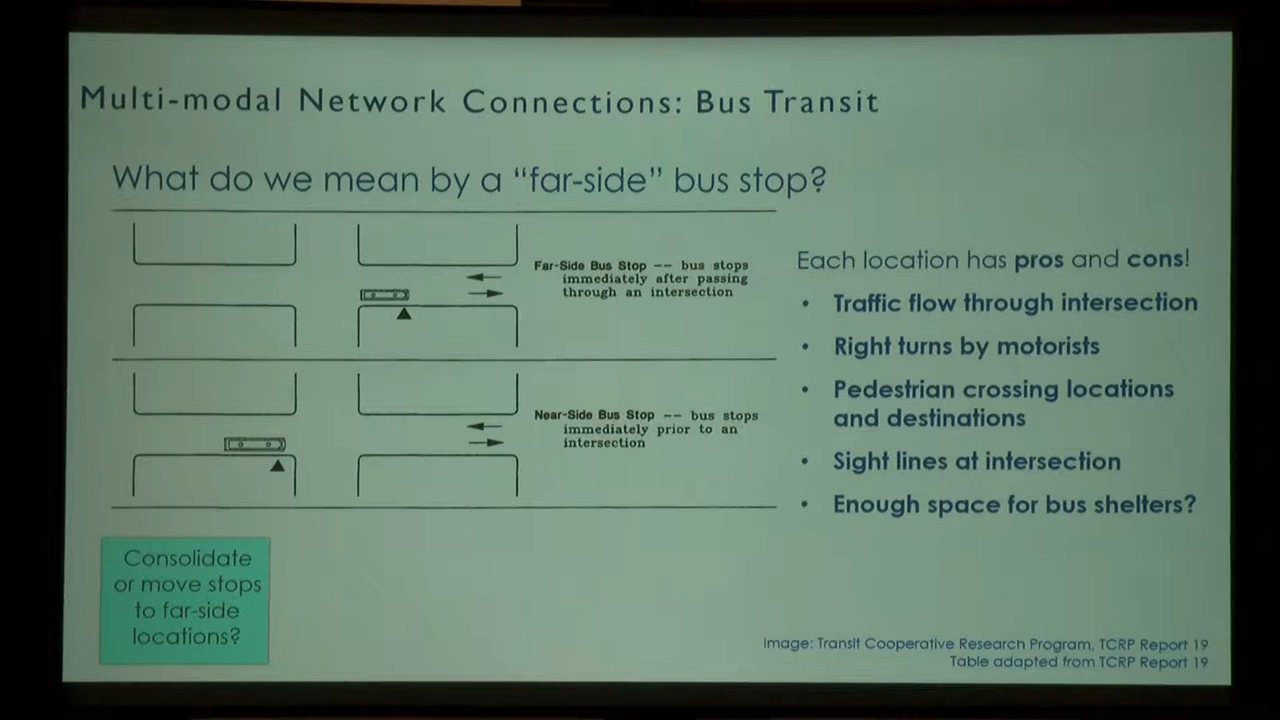 Multi-modal Network Connections: Bus Transit
What do we mean by a “far-side” bus stop?
Far-Side Bus Stop -- bus stops
immediately after passing
through an intersection
Near-Side Bus Stop -- bus stops
immediately prior to an
intersection
Each location has pros and cons!
• Traffic flow through intersection
• Right turns by motorists
• Pedestrian crossing locations
and destinations
• Sight lines at intersection
• Enough space for bus shelters?
Consolidate
or move stops
to far-side
locations?
Image: Transit Cooperative Research Program, TCRP Report 19
Table adapted from TCRP Report 19